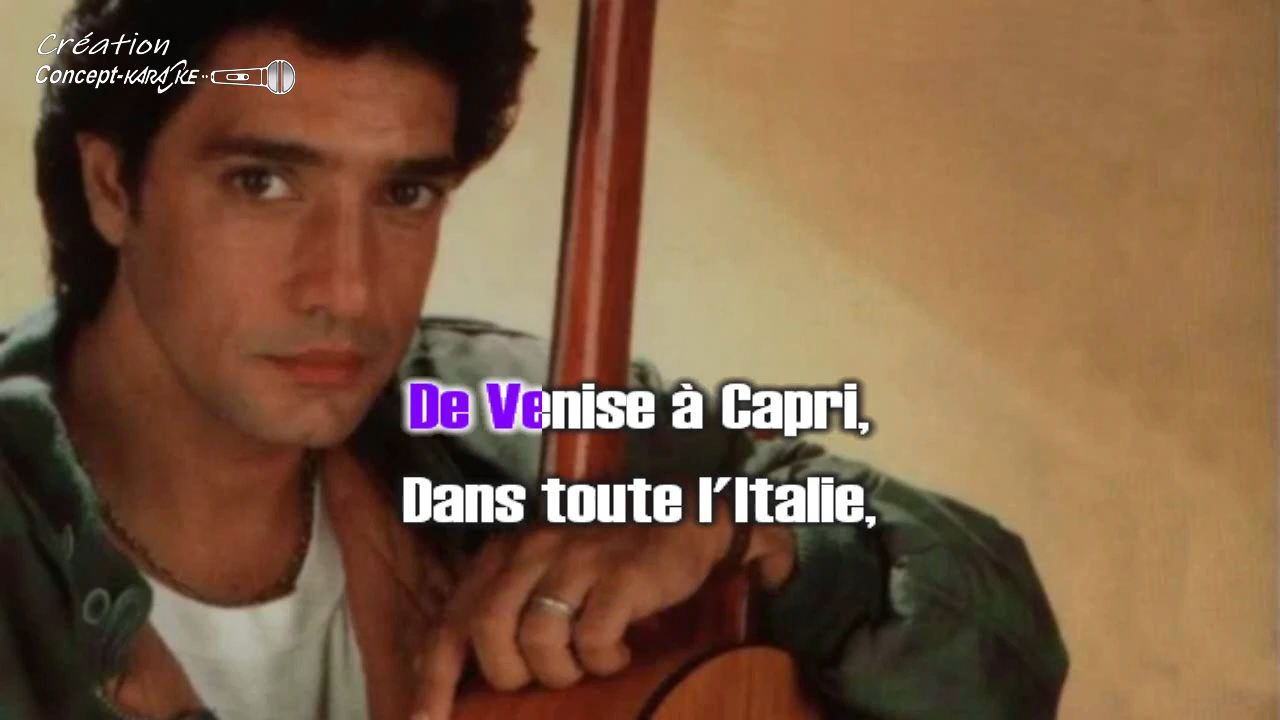 Création
Concept-KARAOKE
De Venise à Capri,
Dans toute l'Italie,